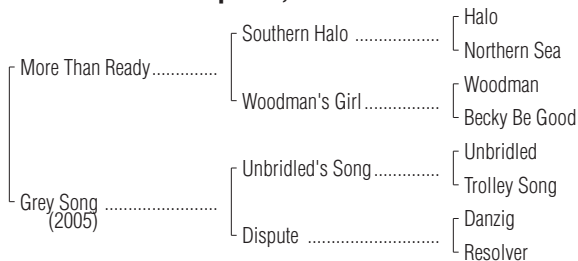 Halo
Southern Halo ..................
Northern Sea
More Than Ready..............
Woodman
Woodman's Girl................
Becky Be Good
Unbridled
Unbridled's Song..............
Trolley Song
Grey Song ........................
(2005)
Danzig
Dispute ............................
Resolver